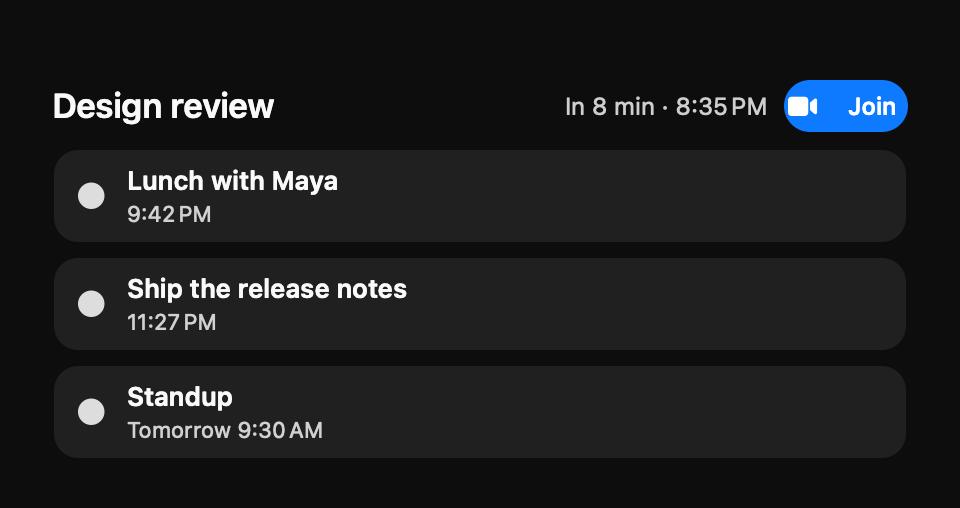 Design review
In 8 min · 8:35 PM
Join
Lunch with Maya
9:42 PM
Ship the release notes
11:27 PM
Standup
Tomorrow 9:30 AM